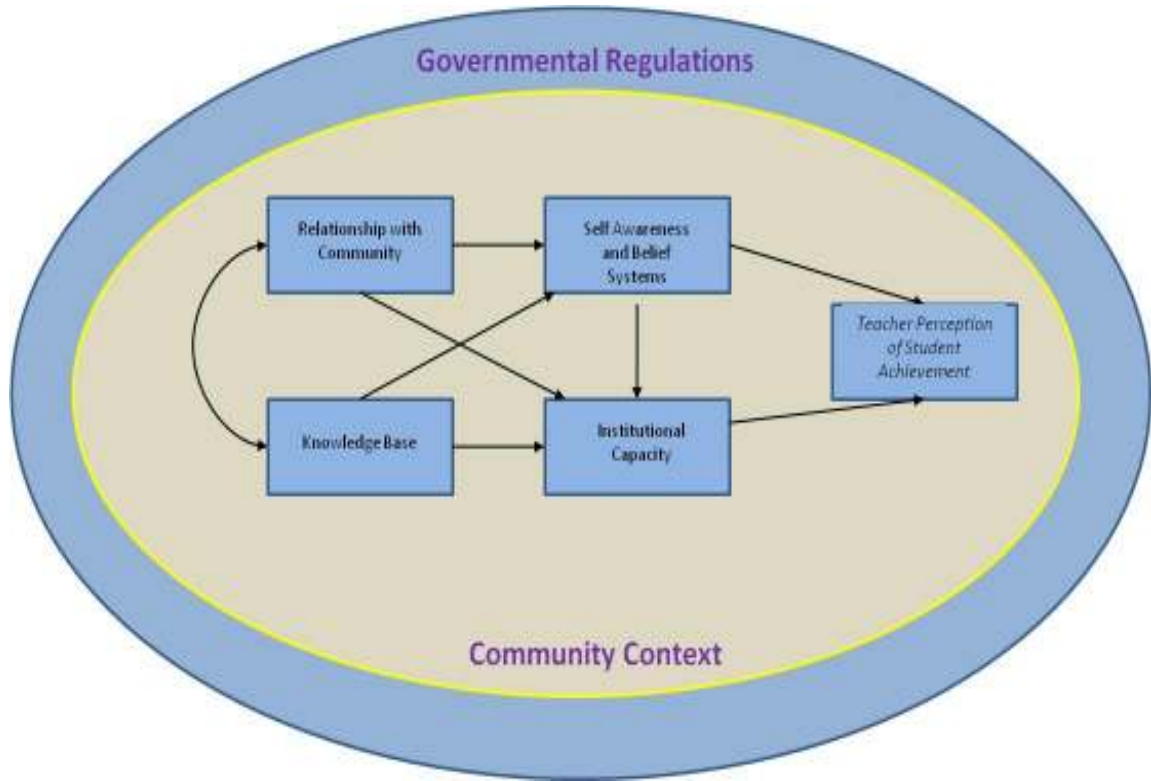 Governmental Regulations
Relationship with
Community
Self Awareness
and Belief
Systems
Teacher Perception
of Student
Achievement
Knowledge Base
Institutional
Capacity
Community Context